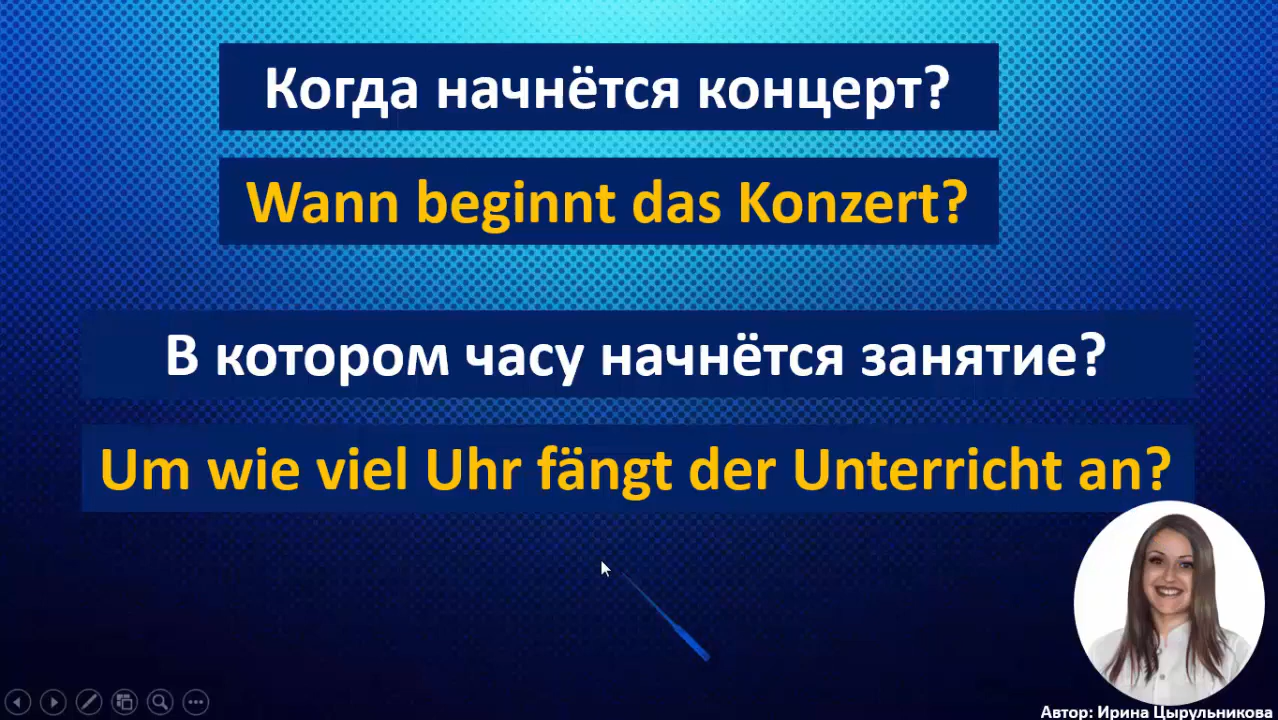 Когда начнётся концерт?
Wann beginnt das Konzert?
В котором часу начнётся занятие?
Um wie viel Uhr fängt der Unterricht an?
Автор: Ирина Цырульникова